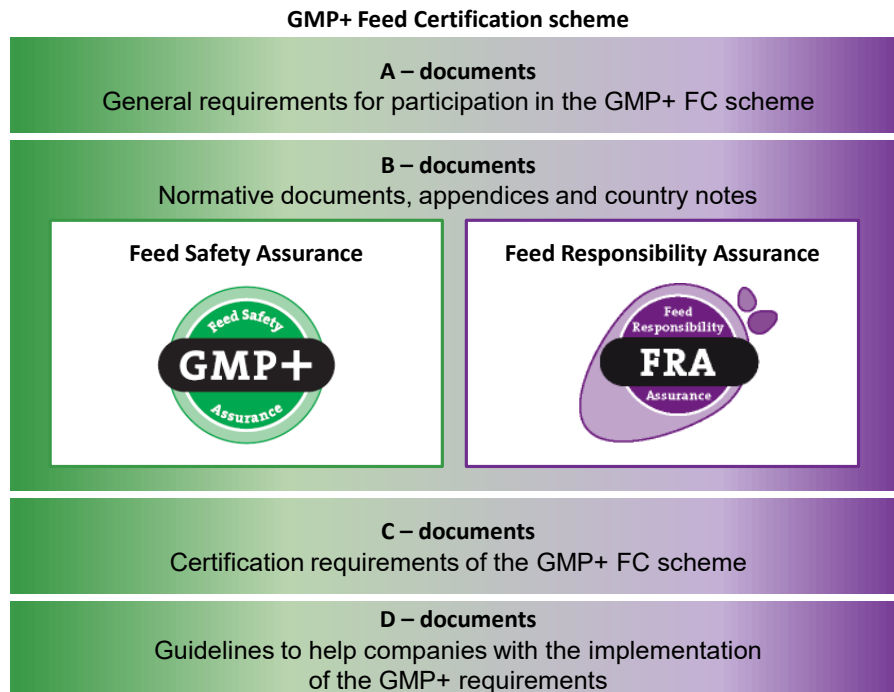 GMP+ Feed Certification scheme
A – documents
General requirements for participation in the GMP+ FC scheme
B – documents
Normative documents, appendices and country notes
Feed Safety Assurance
Feed Safety
GMP+
Assurance
Feed Responsibility Assurance
Feed
Responsibility
FRA
Assurance
C – documents
Certification requirements of the GMP+ FC scheme
D – documents
Guidelines to help companies with the implementation
of the GMP+ requirements